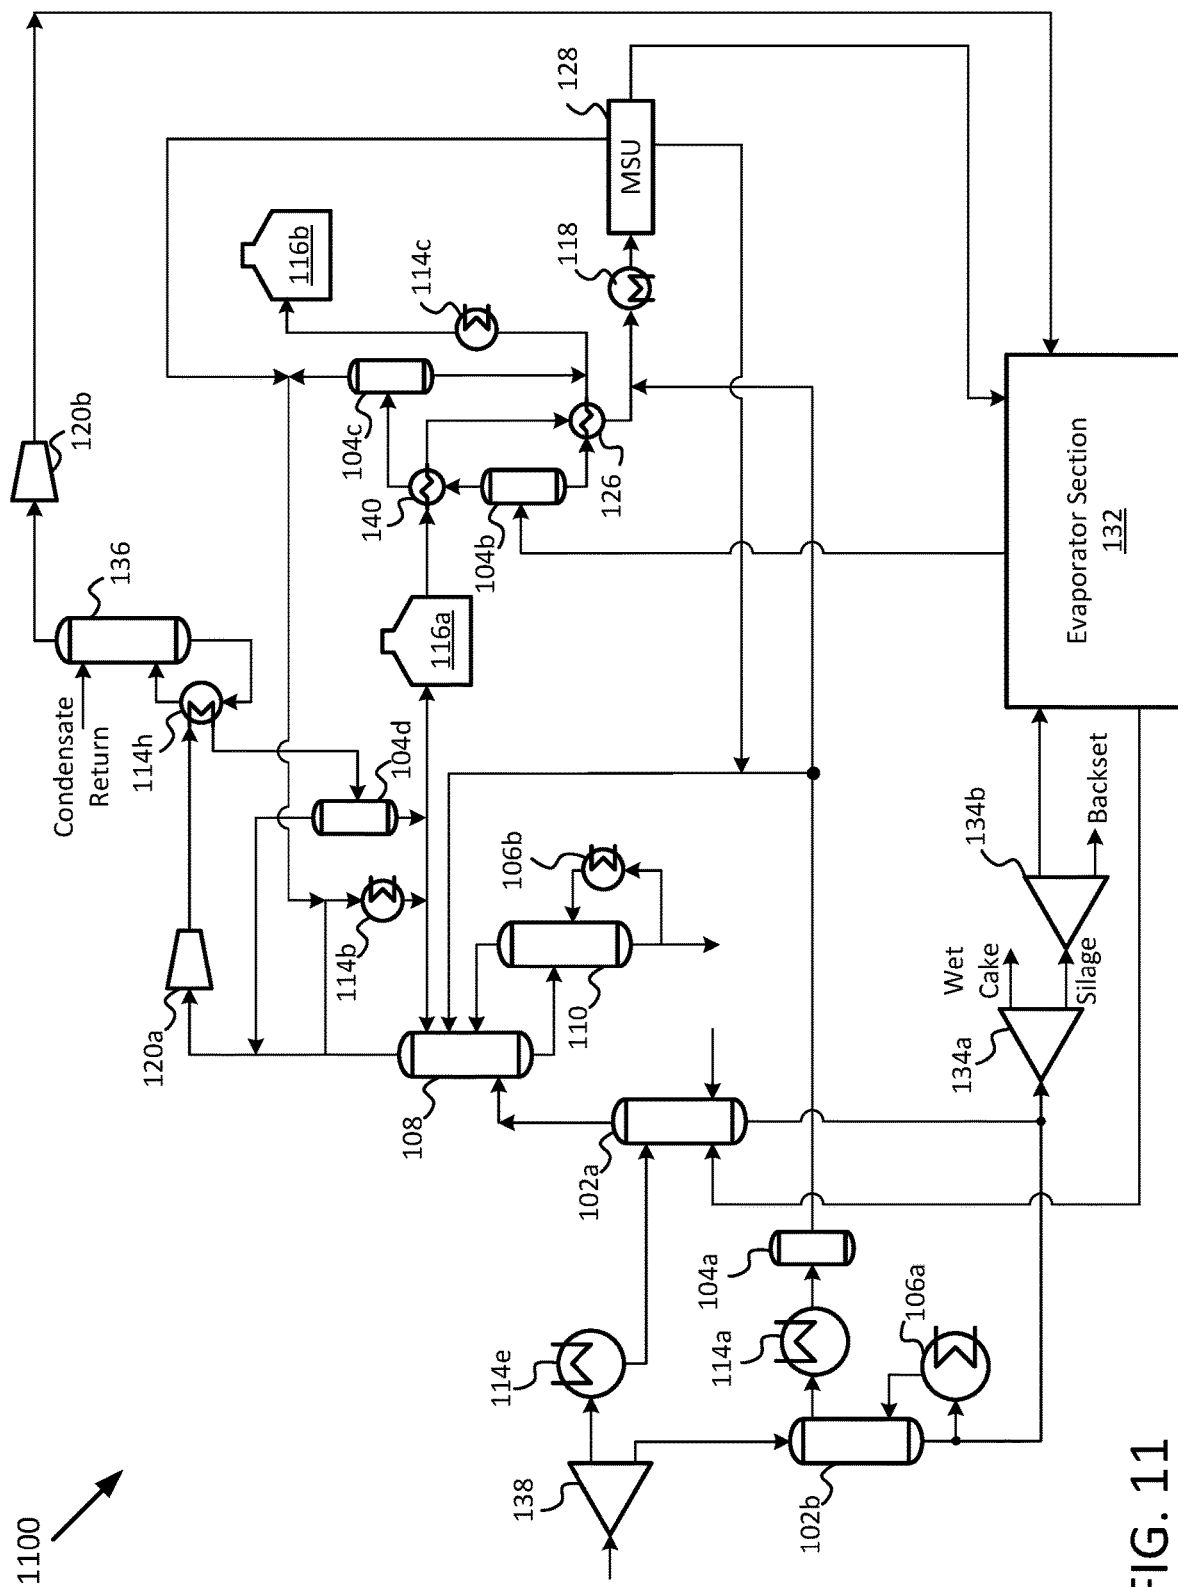 1100
138
114e
102b
114a
106a
104a
102a
108
120a
110
114b
106b
104d
114h
Condensate
Return
136
120b
116a
140
104b
104c
126
114c
116b
118
MSU
128
134a
Wet
Cake
Silage
134b
Backset
Evaporator Section
132
FIG. 11